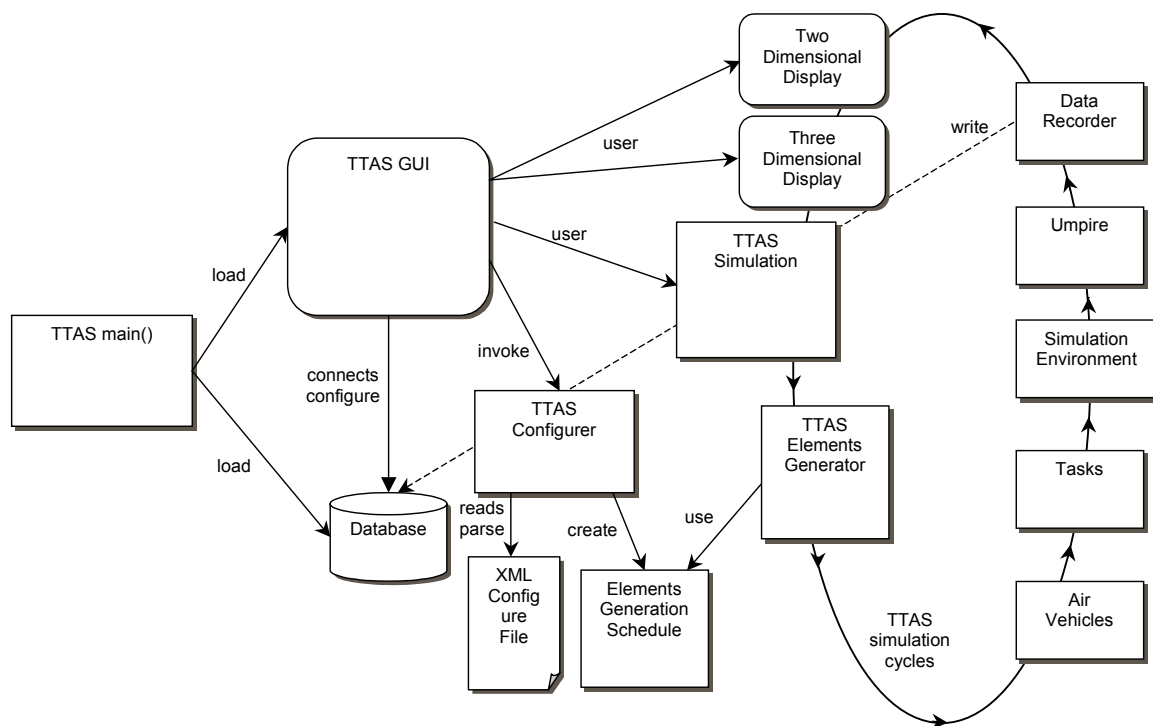 Two
Dimensional
Display
Data
Recorder
write
user
Three
Dimensional
Display
TTAS GUI
Umpire
user
TTAS
Simulation
load
TTAS main()
Simulation
Environment
invoke
connects
configure
TTAS
Configurer
TTAS
Elements
Generator
load
Tasks
Database
reads
parse
create
use
XML
Config
ure
File
Elements
Generation
Schedule
Air
Vehicles
TTAS
simulation
cycles